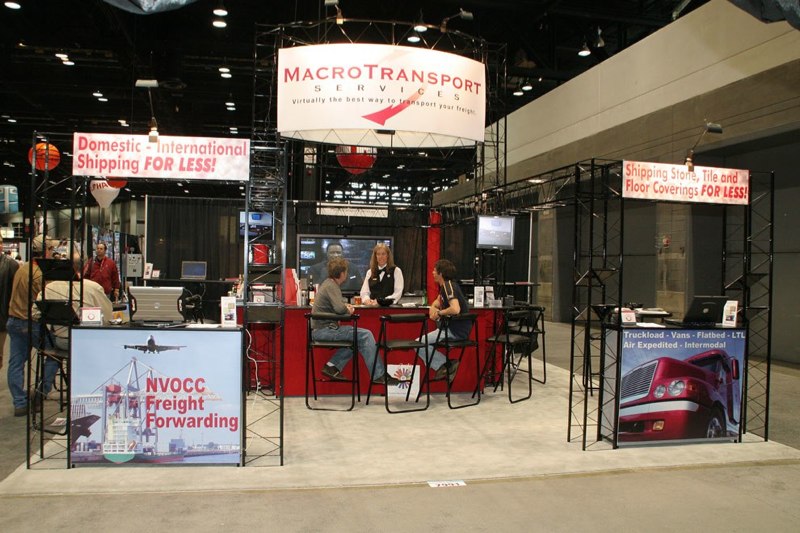 MACROTRANSPORT
SERVICES
Virtually the best way to transport your freight.
Domestic - International
Shipping FOR LESS!
Shipping Stone, Tile and
Floor Coverings FOR LESS!
NVOCC
Freight
Forwarding
Truckload - Vans - Flatbed - LTL
Air Expedited - Intermodal